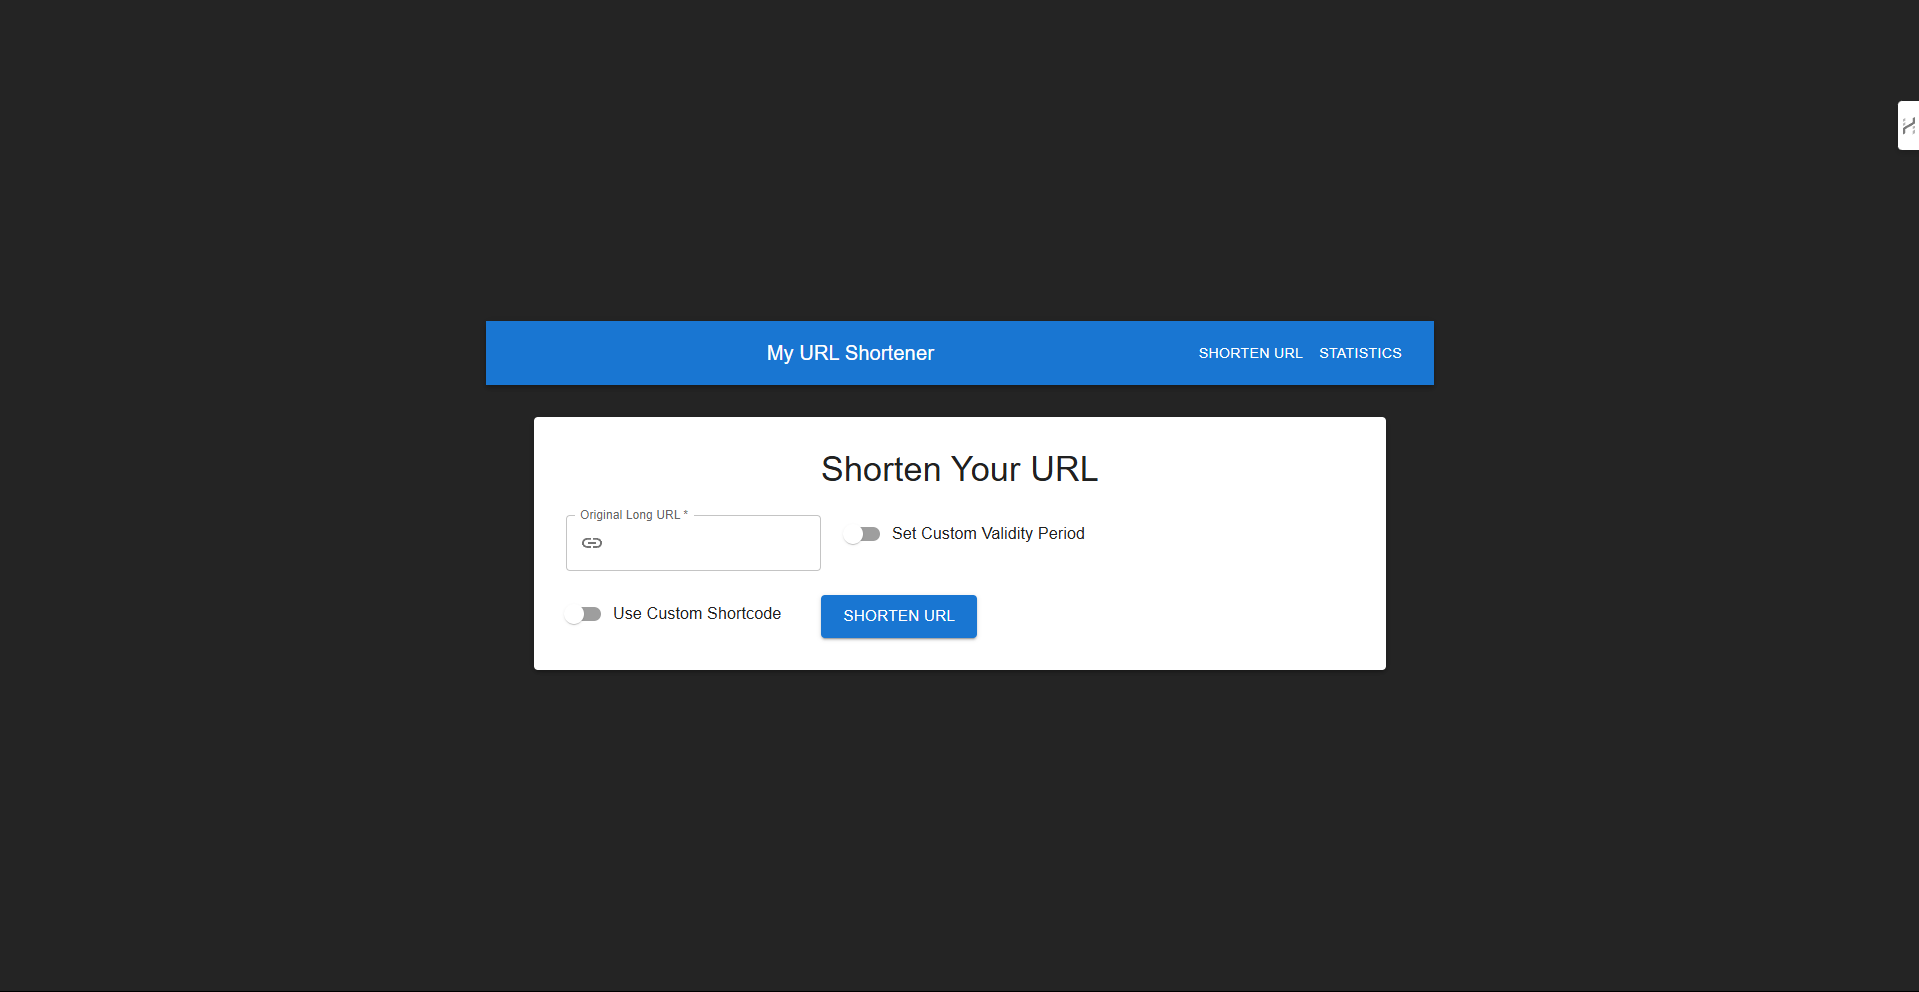 My URL Shortener
SHORTEN URL STATISTICS
Shorten Your URL
Original Long URL *
Set Custom Validity Period
Use Custom Shortcode
SHORTEN URL